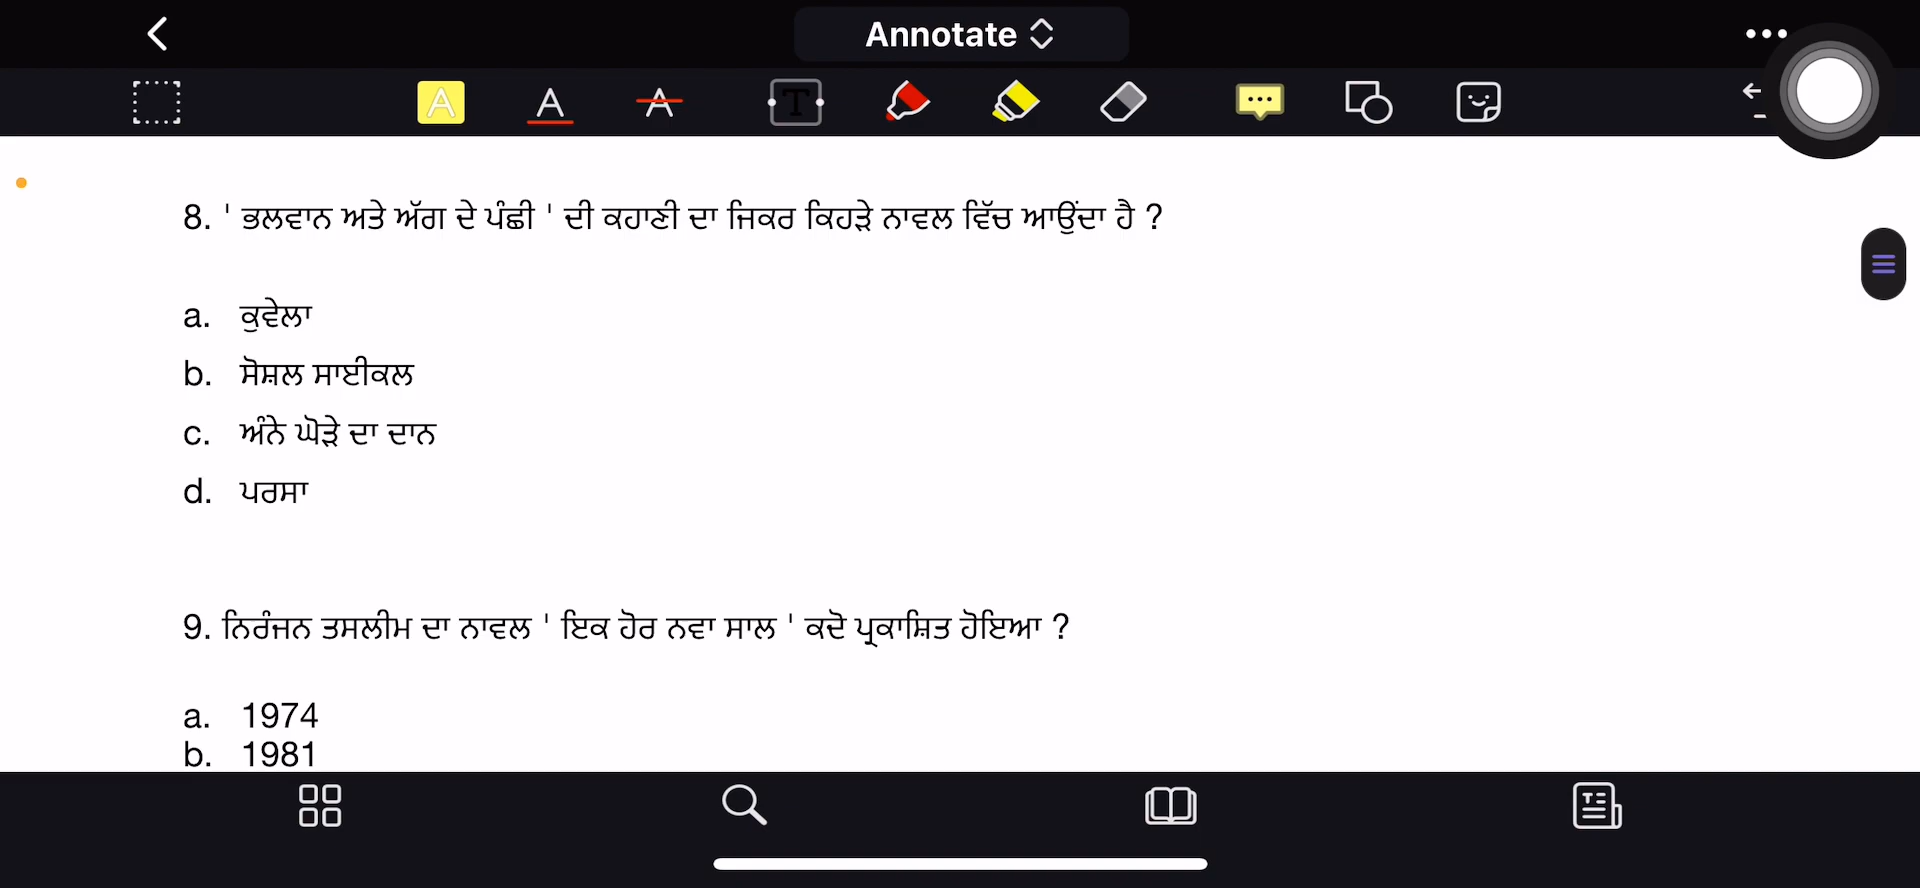 Annotate
8. ' ਭਲਵਾਨ ਅਤੇ ਅੱਗ ਦੇ ਪੰਛੀ ' ਦੀ ਕਹਾਣੀ ਦਾ ਜਿਕਰ ਕਿਹੜੇ ਨਾਵਲ ਵਿੱਚ ਆਉਂਦਾ ਹੈ ?
a. ਕੁਵੇਲਾ
b. ਸੋਸ਼ਲ ਸਾਈਕਲ
c. ਅੰਨੇ ਘੋੜੇ ਦਾ ਦਾਨ
d. ਪਰਸਾ
9. ਨਿਰੰਜਨ ਤਸਲੀਮ ਦਾ ਨਾਵਲ ' ਇਕ ਹੋਰ ਨਵਾ ਸਾਲ ' ਕਦੋ ਪ੍ਰਕਾਸ਼ਿਤ ਹੋਇਆ ?
a. 1974
b. 1981